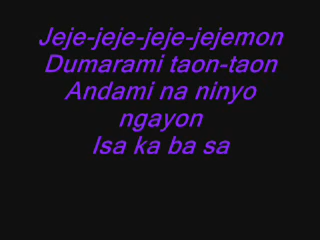 Jeje-jeje-jeje-jejemon
Dumarami taon-taon
Andami na ninyo
ngayon
Isa ka ba sa